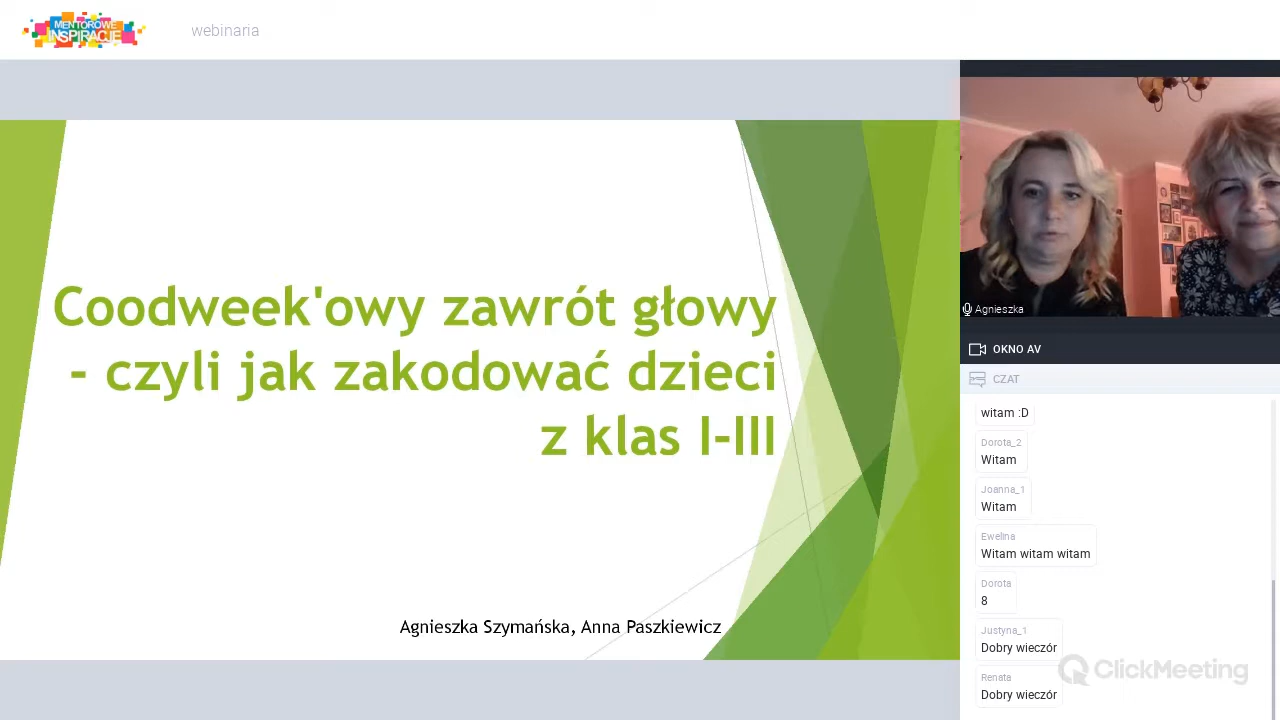 MENTOROWE
INSPIRACJE
webinaria
Coodweek'owy zawrót głowy
- czyli jak zakodować dzieci
z klas I-III
Agnieszka Szymańska, Anna Paszkiewicz
Agnieszka
OKNO AV
CZAT
witam :D
Dorota_2
Witam
Joanna_1
Witam
Ewelina
Witam witam witam
Dorota
8
Justyna_1
Dobry wieczór
Renata
Dobry wieczór
ClickMeeting